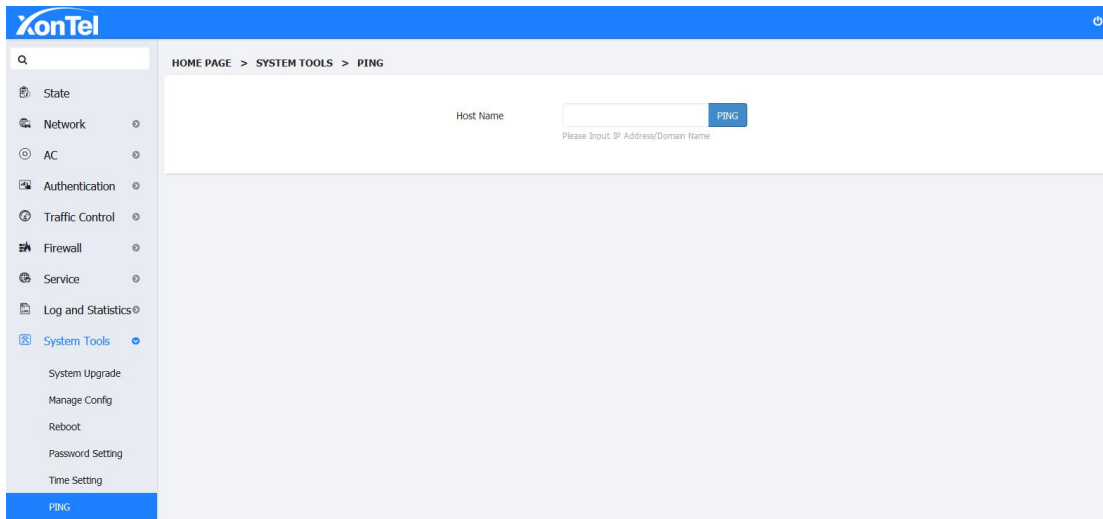 XonTel
HOME PAGE > SYSTEM TOOLS > PING
State
Network
AC
Authentication
Traffic Control
Firewall
Service
Log and Statistics
System Tools
System Upgrade
Manage Config
Reboot
Password Setting
Time Setting
PING
Host Name
PING
Please Input IP Address/Domain Name